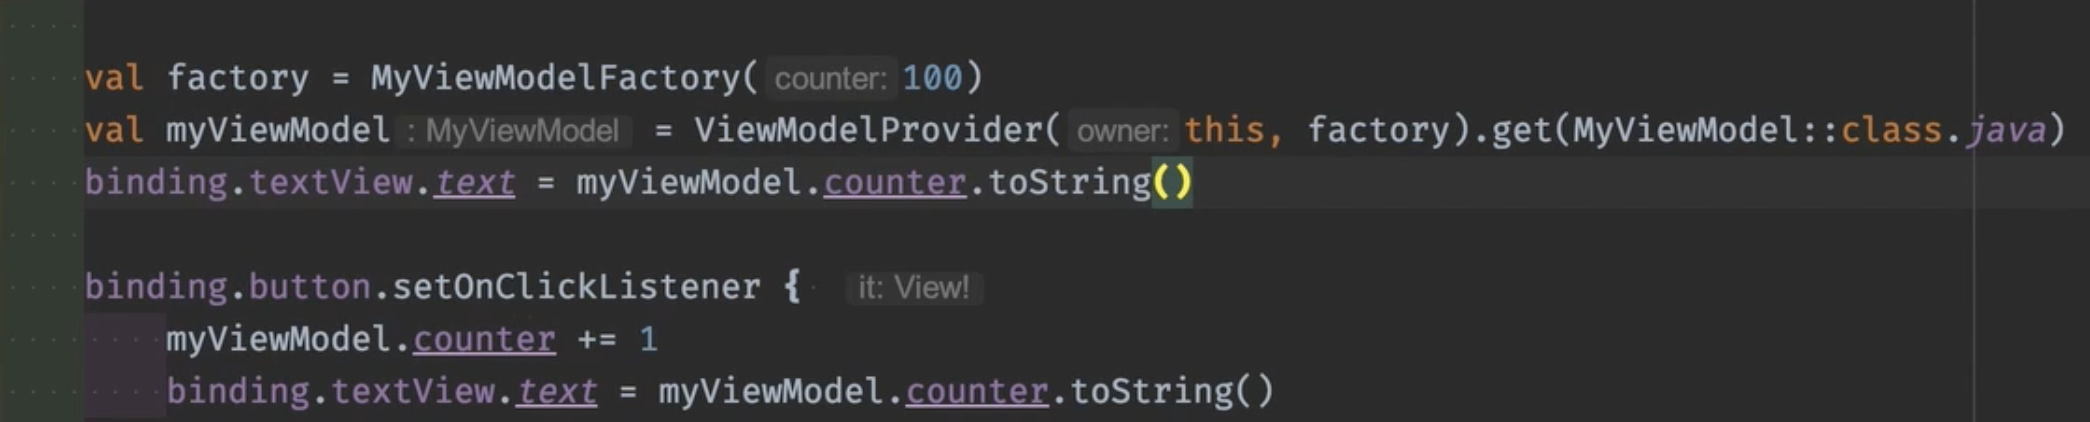 val factory = MyViewModelFactory( counter: 100)
val myViewModel : MyViewModel = ViewModelProvider( owner: this, factory).get(MyViewModel::class.java)
binding.textView.text = myViewModel.counter.toString()
binding.button.setOnClickListener { it: View!
myViewModel.counter += 1
binding.textView.text = myViewModel.counter.toString()